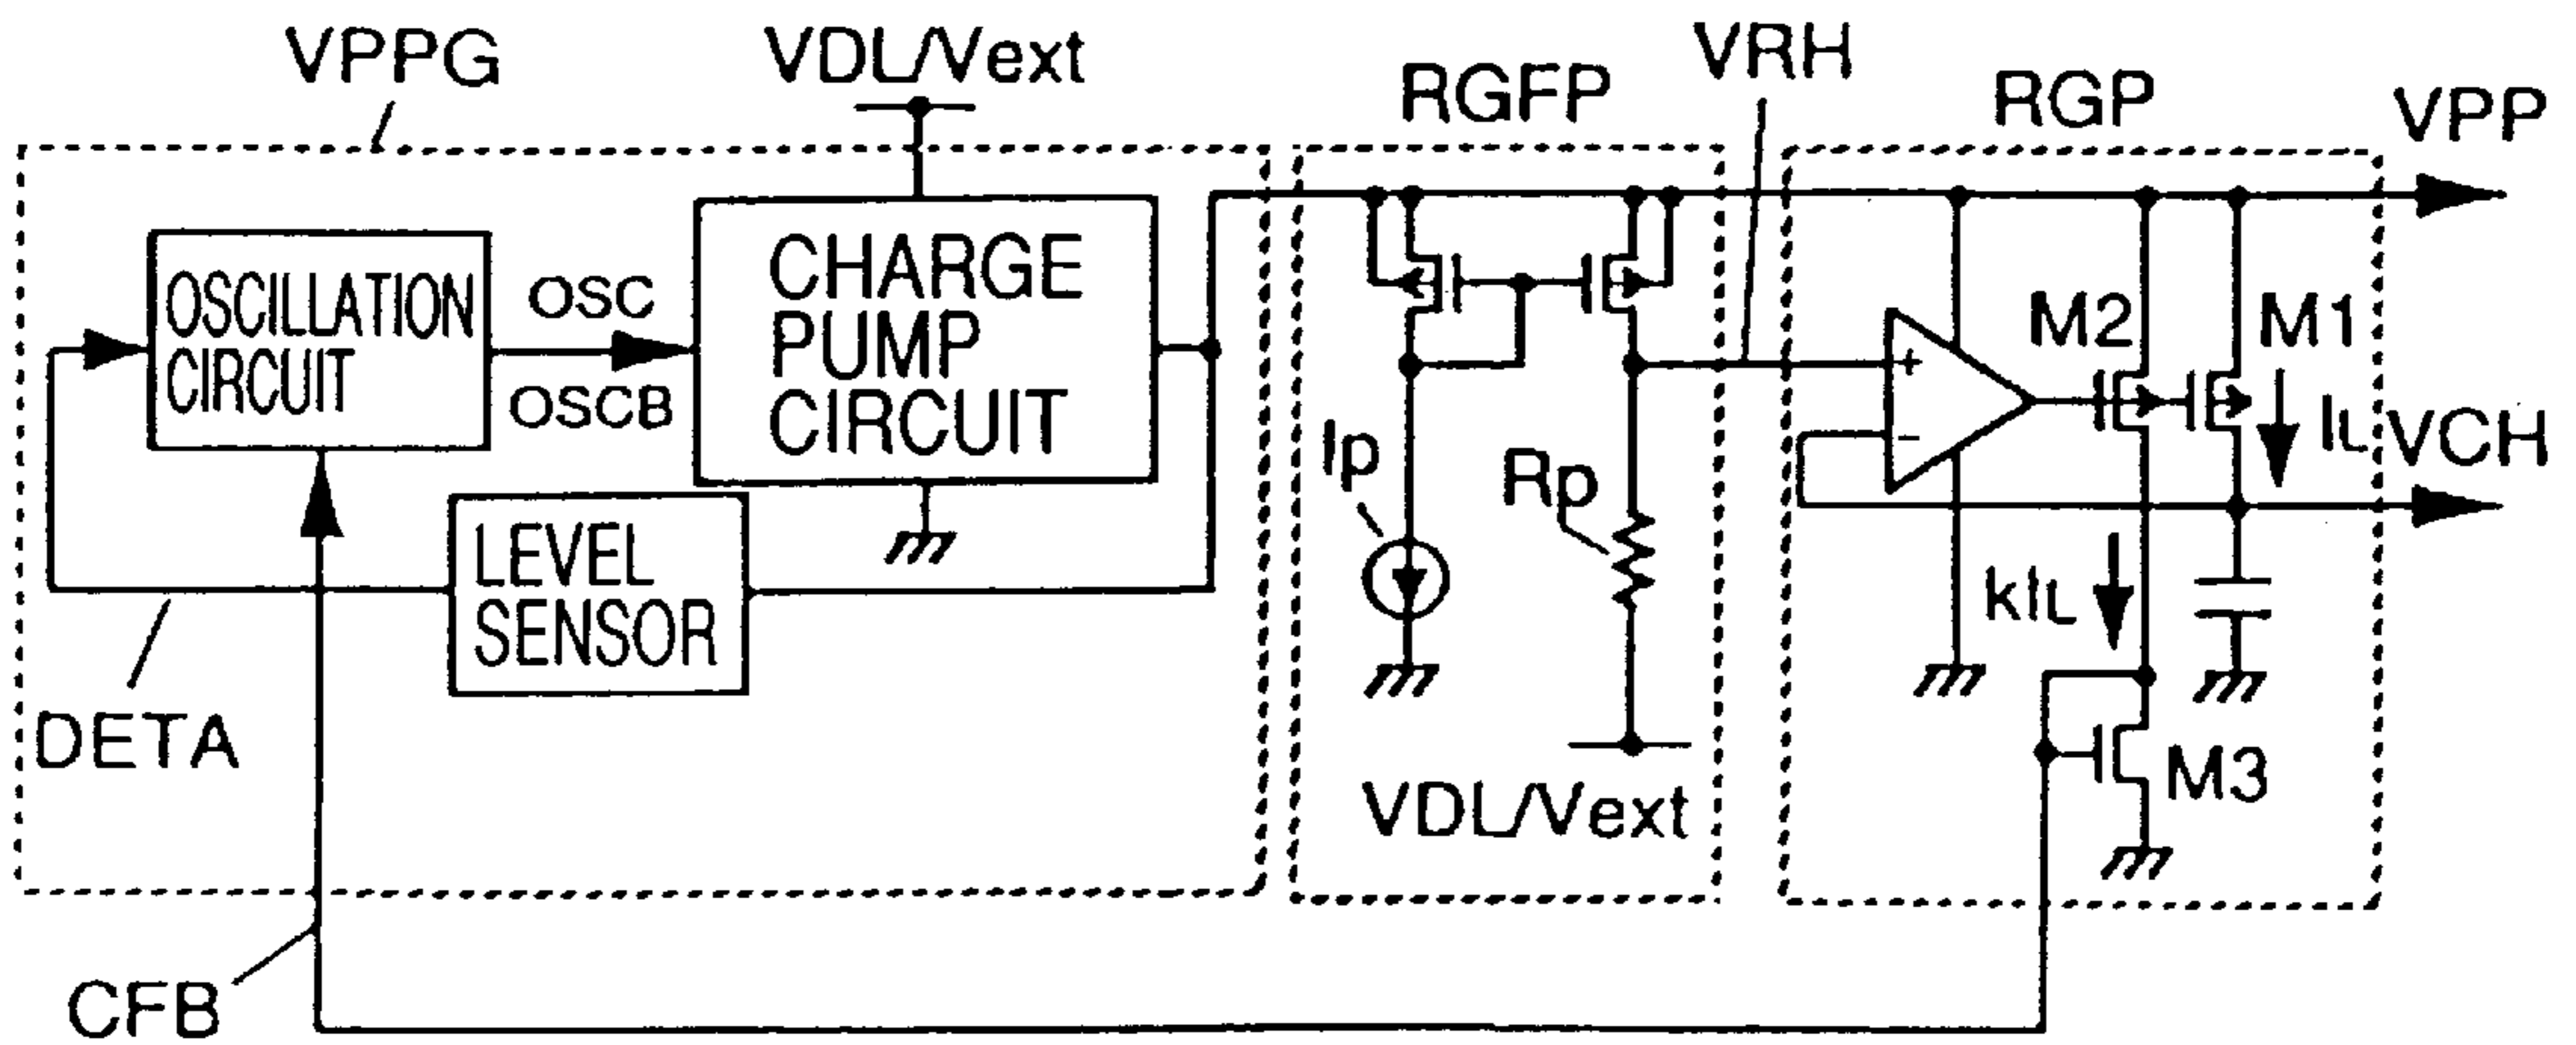 VPPG
VDL/Vext
VRH
RGFP
RGP
VPP
OSCILLATION
CIRCUIT
OSC
OSCB
CHARGE
PUMP
CIRCUIT
M2
M1
+
-
IL
VCH
Ip
Rp
LEVEL
SENSOR
kIL
DETA
VDL/Vext
M3
CFB